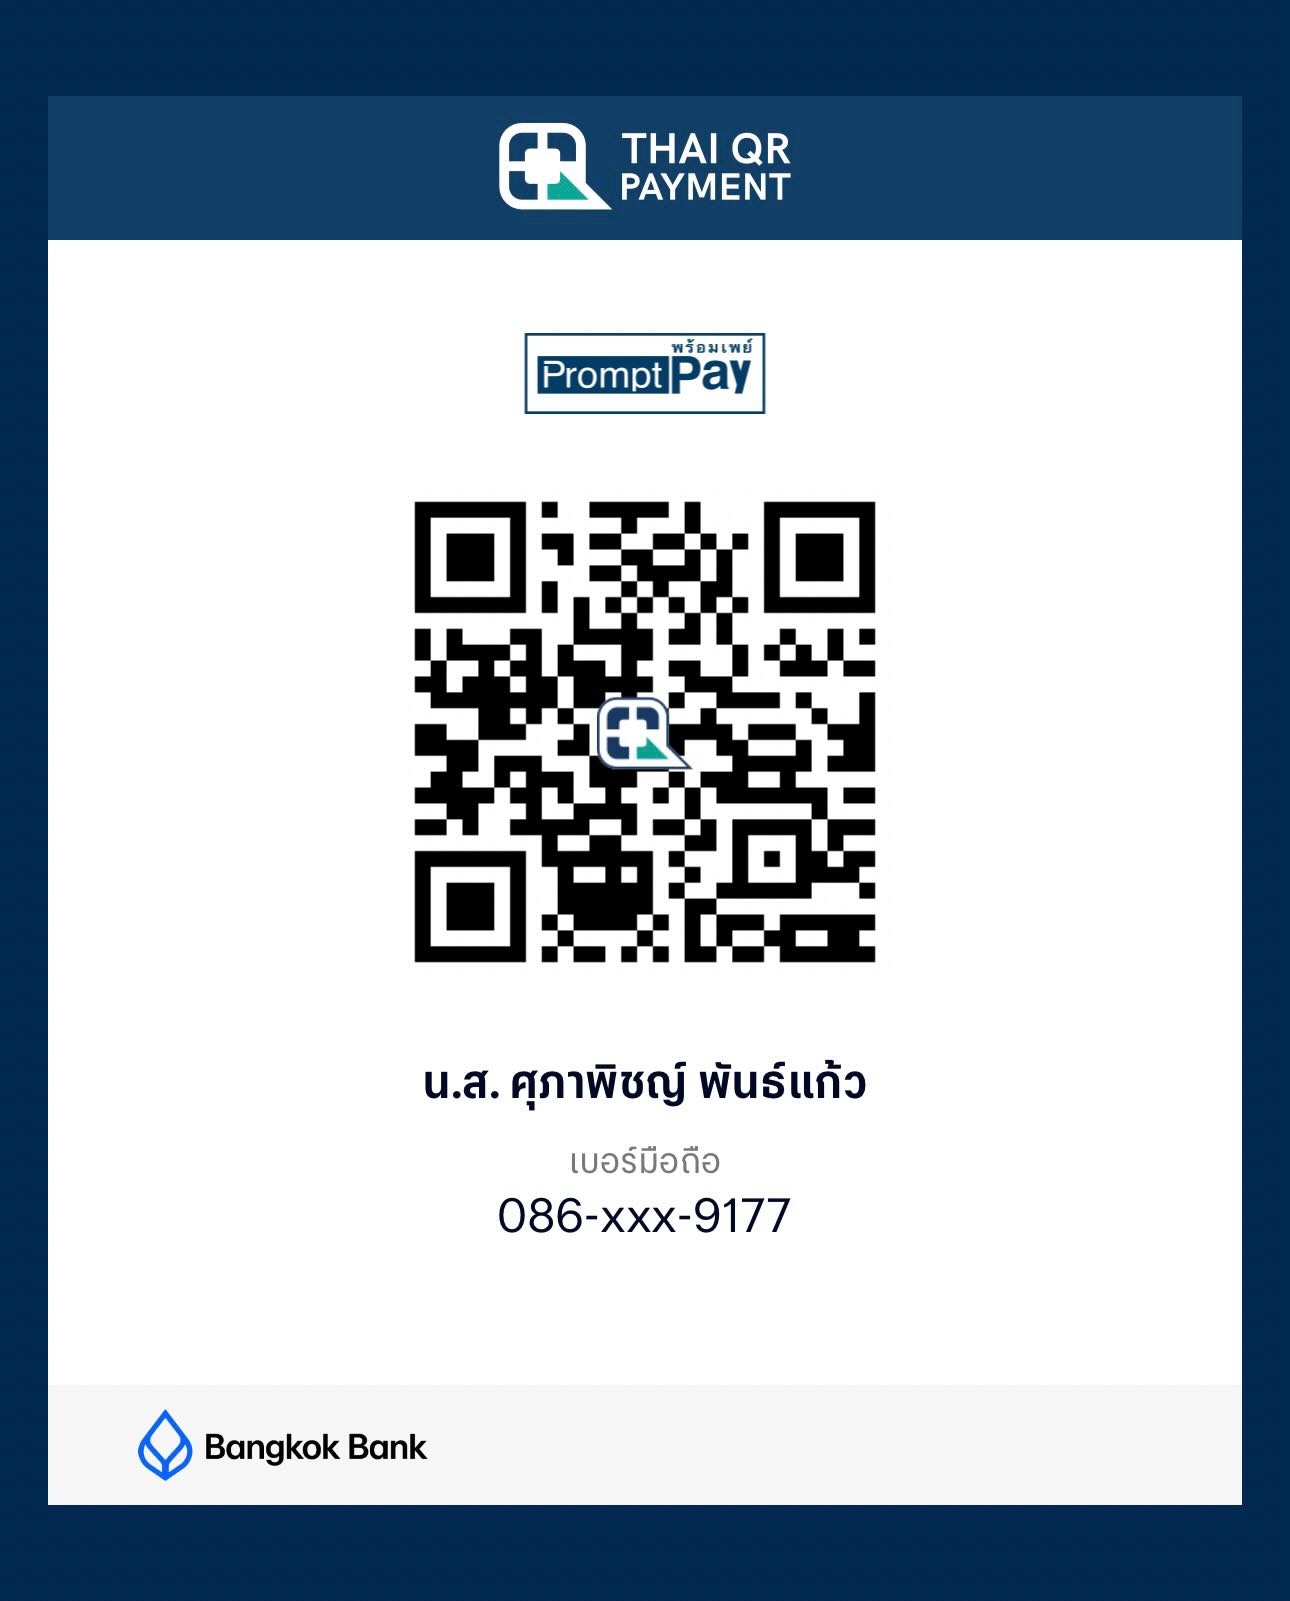 THAI QR
PAYMENT
พร้อมเพย์
PromptPay
น.ส. ศุภาพิชญ์ พันธ์แก้ว
เบอร์มือถือ
086-xxx-9177
Bangkok Bank